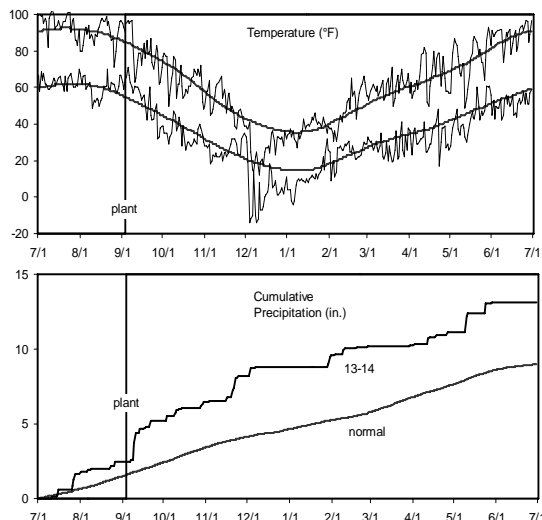 100
Temperature (°F)
80
60
40
20
plant
0
-20
7/1 8/1 9/1 10/1 11/1 12/1 1/1 2/1 3/1 4/1 5/1 6/1 7/1
15
Cumulative
Precipitation (in.)
10
13-14
plant
5
normal
0
7/1 8/1 9/1 10/1 11/1 12/1 1/1 2/1 3/1 4/1 5/1 6/1 7/1